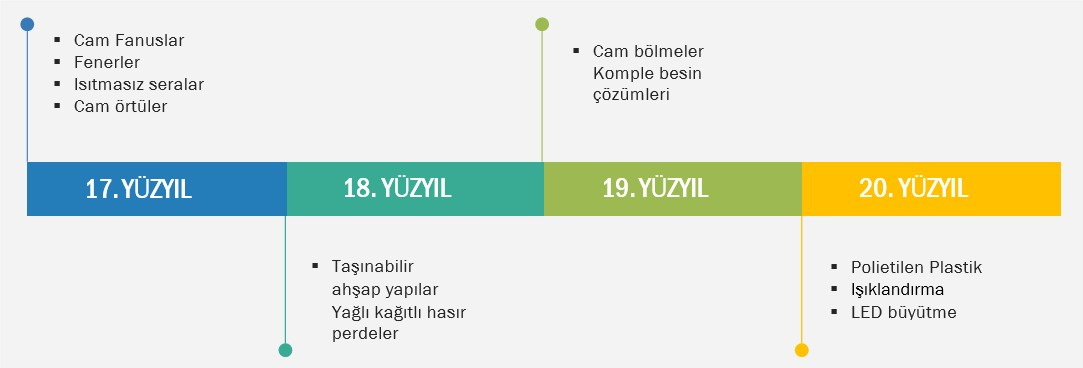 ▪ Cam Fanuslar
▪ Fenerler
▪ Isıtmasız seralar
▪ Cam örtüler
▪ Cam bölmeler
Komple besin
çözümleri
17. YÜZYIL
18. YÜZYIL
19. YÜZYIL
20. YÜZYIL
▪ Taşınabilir
ahşap yapılar
Yağlı kağıtlı hasır
perdeler
▪ Polietilen Plastik
▪ Işıklandırma
▪ LED büyütme